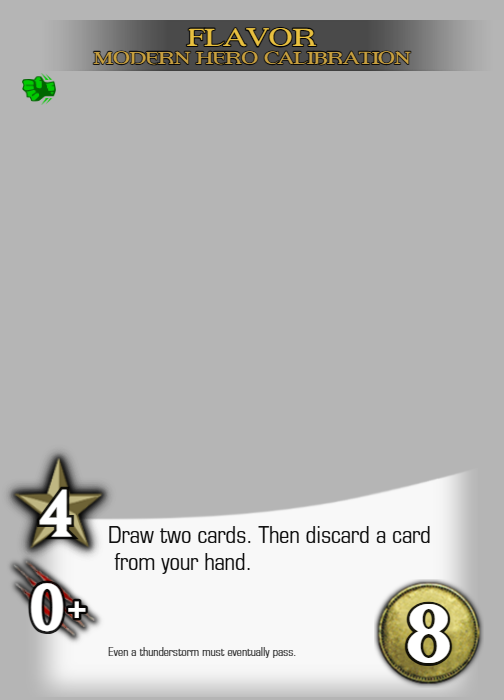 FLAVOR
MODERN HERO CALIBRATION
4
Draw two cards. Then discard a card
from your hand.
0+
8
Even a thunderstorm must eventually pass.